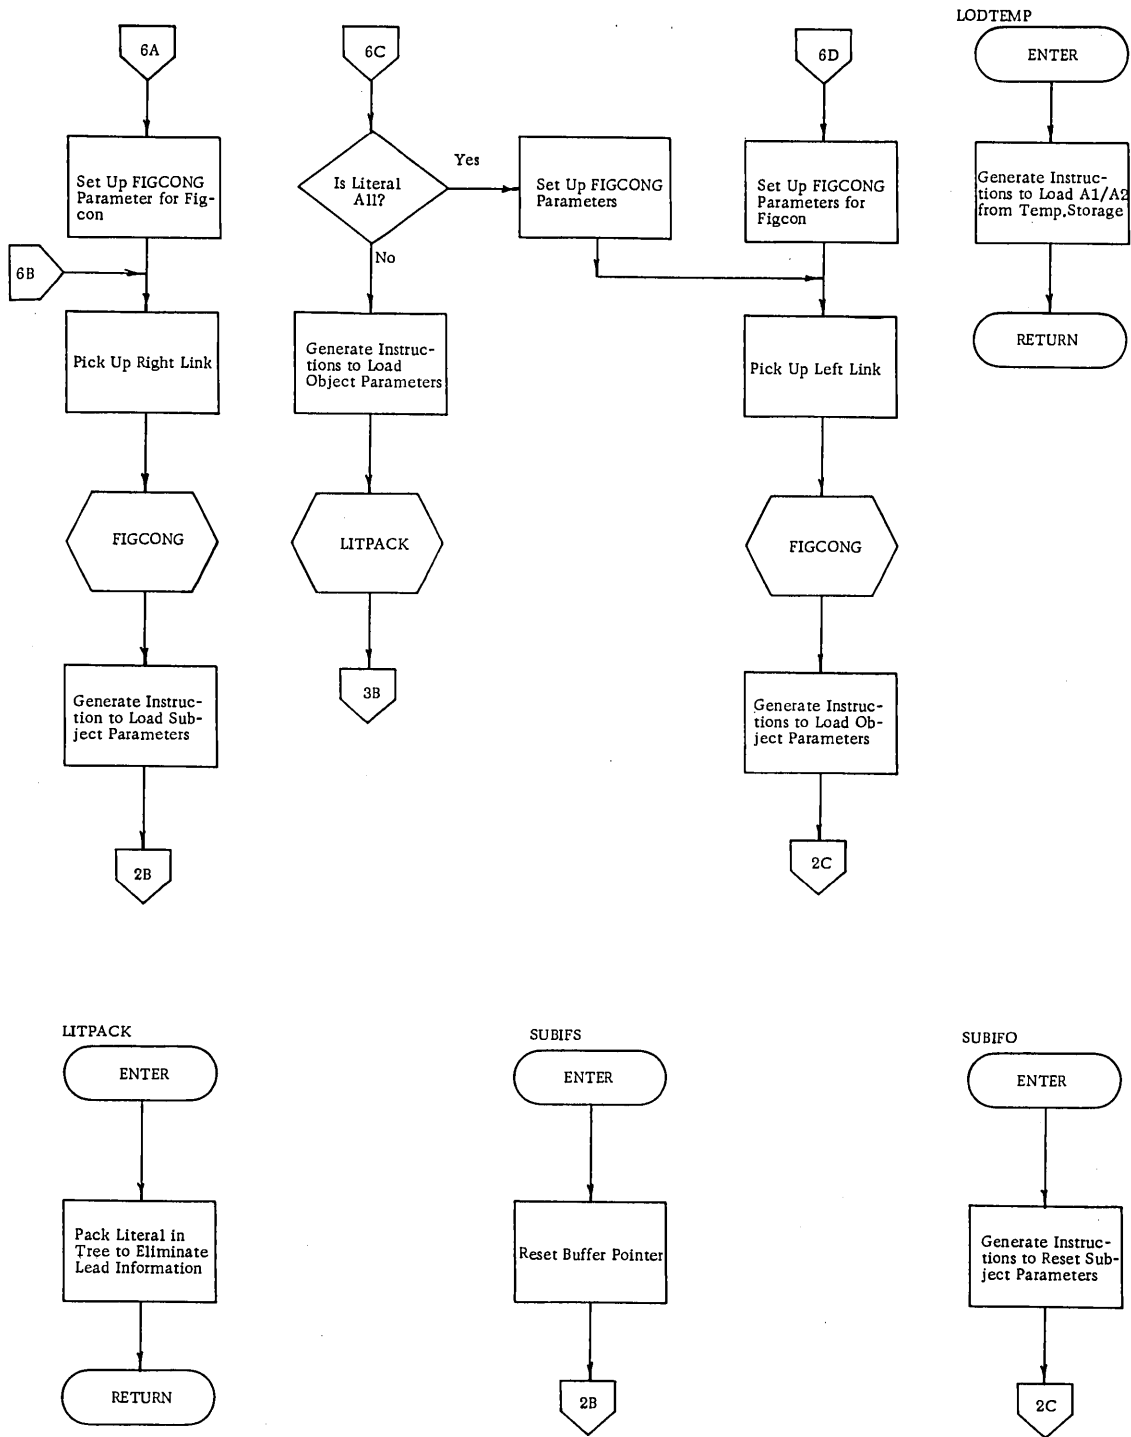 LODTEMP
6A
6C
6D
ENTER
Set Up FIGCONG
Parameter for Fig-
con
Is Literal
All?
Yes
No
Set Up FIGCONG
Parameters
Set Up FIGCONG
Parameters for
Figcon
Generate Instruc-
tions to Load A1/A2
from Temp.Storage
6B
RETURN
Pick Up Right Link
Generate Instruc-
tions to Load
Object Parameters
Pick Up Left Link
FIGCONG
LITPACK
FIGCONG
Generate Instruc-
tion to Load Sub-
ject Parameters
3B
Generate Instruc-
tions to Load Ob-
ject Parameters
2B
2C
LITPACK
ENTER
Pack Literal in
Tree to Eliminate
Lead Information
RETURN
SUBIFS
ENTER
Reset Buffer Pointer
2B
SUBIFO
ENTER
Generate Instruc-
tions to Reset Sub-
ject Parameters
2C